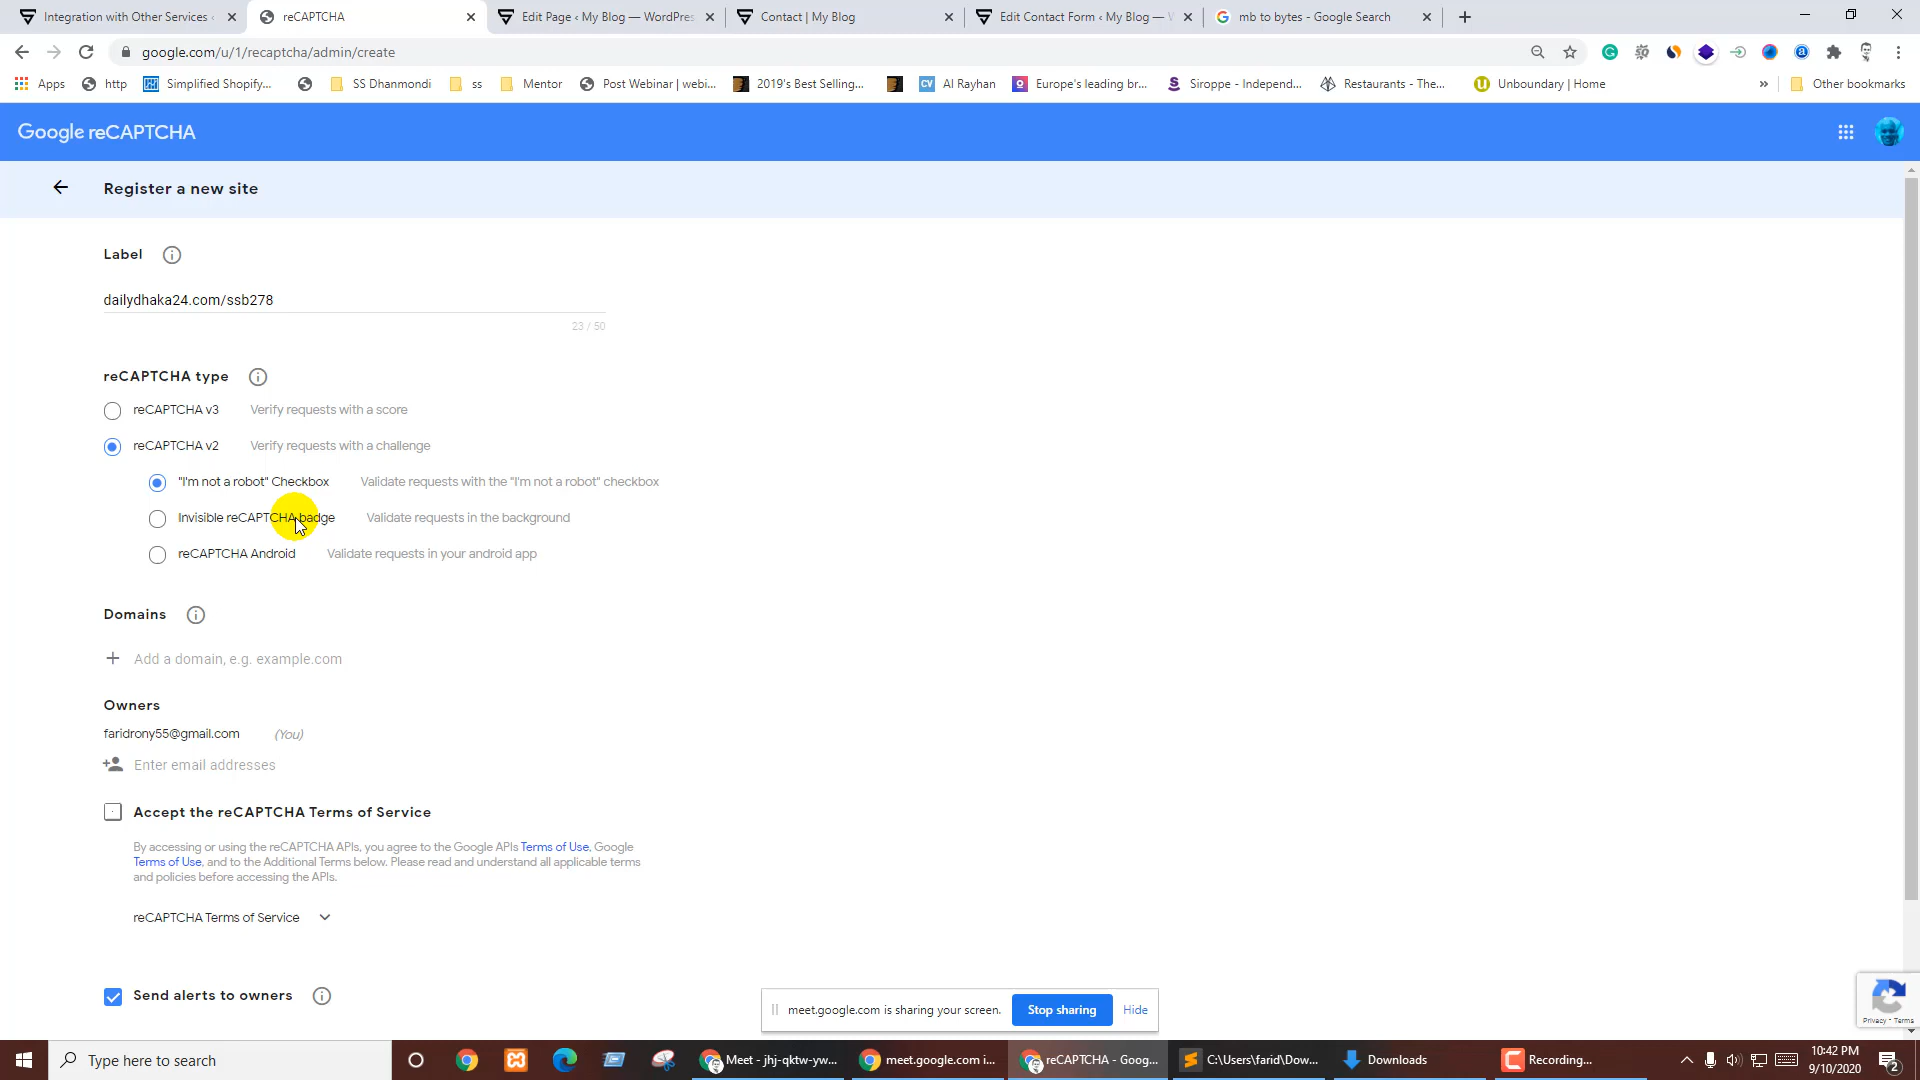 Integration with Other Services ‹
reCAPTCHA
Edit Page ‹ My Blog — WordPres
Contact | My Blog
Edit Contact Form ‹ My Blog — W
mb to bytes - Google Search
google.com/u/1/recaptcha/admin/create
Apps
http
Simplified Shopify...
SS Dhanmondi
ss
Mentor
Post Webinar | webi...
2019's Best Selling...
CV
Al Rayhan
Europe's leading br...
Siroppe - Independ...
Restaurants - The...
Unboundary | Home
»
Other bookmarks
Google reCAPTCHA
Register a new site
Label
dailydhaka24.com/ssb278
23 / 50
reCAPTCHA type
reCAPTCHA v3 Verify requests with a score
reCAPTCHA v2 Verify requests with a challenge
"I'm not a robot" Checkbox Validate requests with the "I'm not a robot" checkbox
Invisible reCAPTCHA badge Validate requests in the background
reCAPTCHA Android Validate requests in your android app
Domains
Add a domain, e.g. example.com
Owners
faridrony55@gmail.com (You)
Enter email addresses
Accept the reCAPTCHA Terms of Service
By accessing or using the reCAPTCHA APIs, you agree to the Google APIs Terms of Use, Google
Terms of Use, and to the Additional Terms below. Please read and understand all applicable terms
and policies before accessing the APIs.
reCAPTCHA Terms of Service
Send alerts to owners
meet.google.com is sharing your screen.
Stop sharing
Hide
Privacy - Terms
Type here to search
Meet - jhj-qktw-yw...
meet.google.com i...
reCAPTCHA - Goog...
C:\Users\farid\Dow...
Downloads
Recording...
10:42 PM
9/10/2020
2